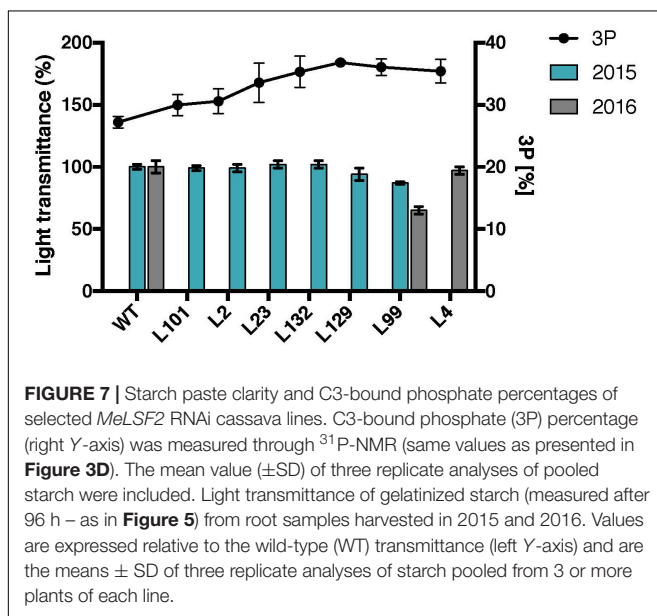 200
150
100
50
0
Light transmittance (%)
40
30
20
10
0
3P [%]
3P
2015
2016
WT
L101
L2
L23
L132
L129
L99
L4
FIGURE 7 | Starch paste clarity and C3-bound phosphate percentages of
selected MeLSF2 RNAi cassava lines. C3-bound phosphate (3P) percentage
(right Y-axis) was measured through ³¹P-NMR (same values as presented in
Figure 3D). The mean value (±SD) of three replicate analyses of pooled
starch were included. Light transmittance of gelatinized starch (measured after
96 h – as in Figure 5) from root samples harvested in 2015 and 2016. Values
are expressed relative to the wild-type (WT) transmittance (left Y-axis) and are
the means ± SD of three replicate analyses of starch pooled from 3 or more
plants of each line.